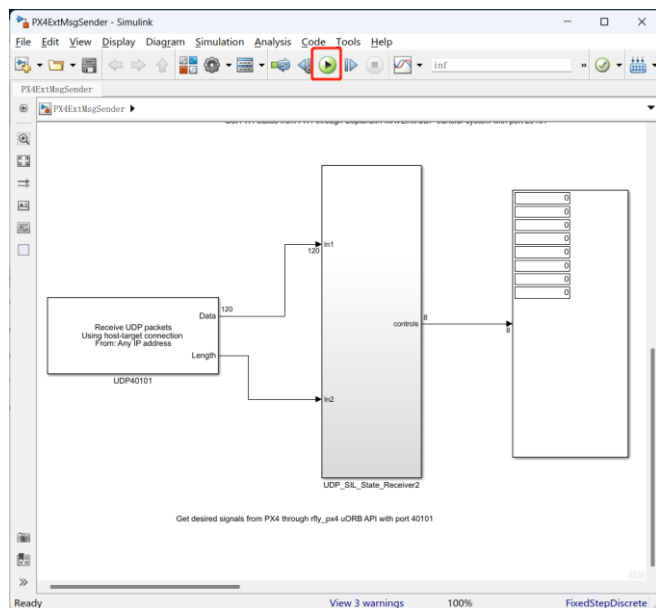 PX4ExtMsgSender - Simulink
File Edit View Display Diagram Simulation Analysis Code Tools Help
inf
»
PX4ExtMsgSender
PX4ExtMsgSender
Data
120
Length
Receive UDP packets
Using host-target connection
From: Any IP address
UDP40101
In1
120
In2
controls
8
UDP_SIL_State_Receiver2
0
0
0
0
0
0
0
0
8
Get desired signals from PX4 through rfly_px4 uORB API with port 40101
»
Ready
View 3 warnings
100%
FixedStepDiscrete